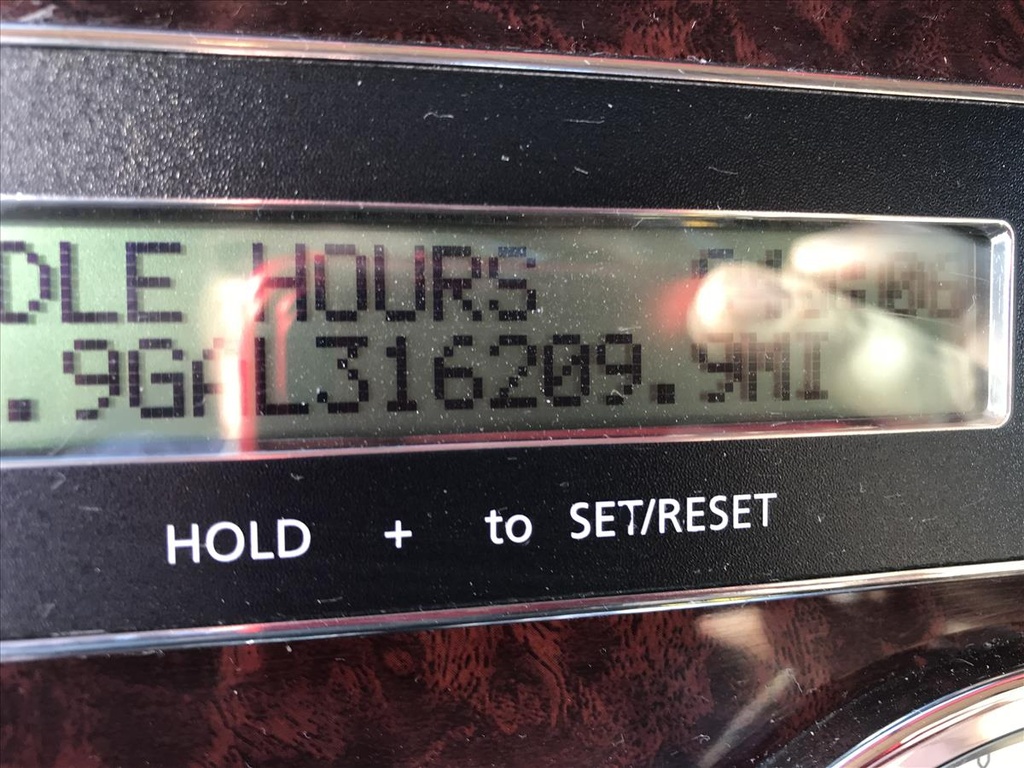 DLE HOURS
.9GAL316209.9MI
HOLD + to SET/RESET